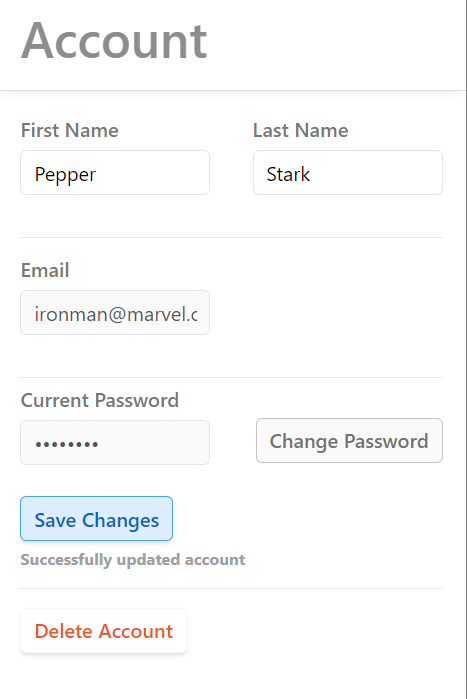 Account
First Name Last Name
Pepper Stark
Email
ironman@marvel.c
Current Password
•••••••• Change Password
Save Changes
Successfully updated account
Delete Account